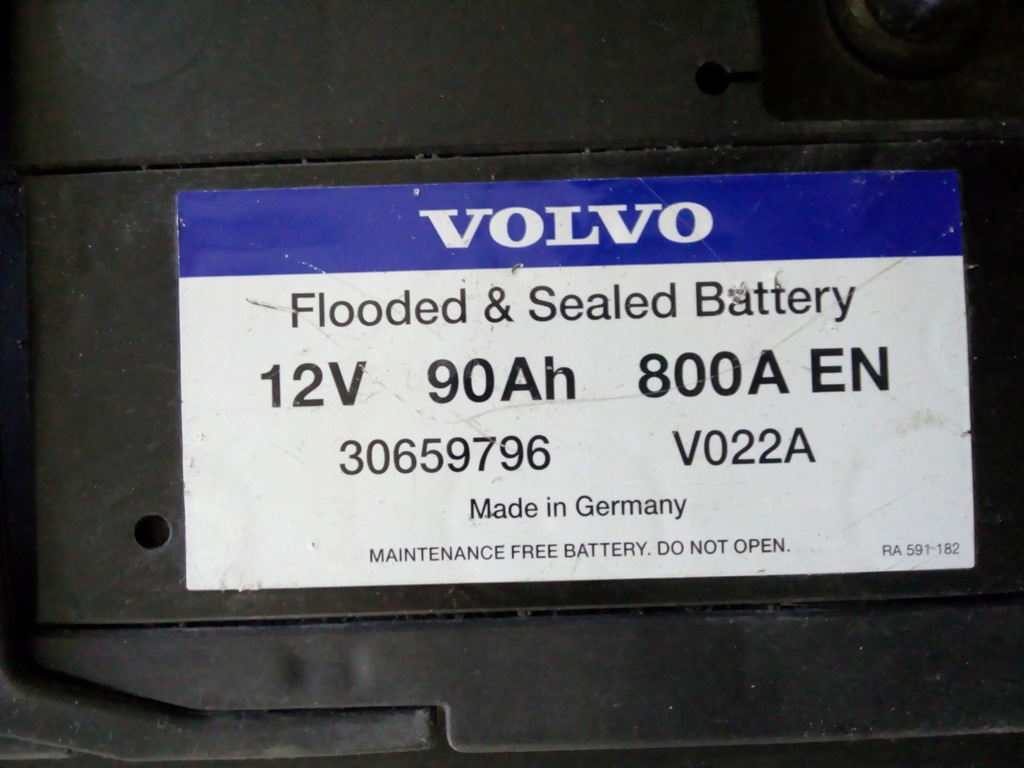 VOLVO
Flooded & Sealed Battery
12V 90Ah 800A EN
30659796 V022A
Made in Germany
MAINTENANCE FREE BATTERY. DO NOT OPEN. RA 591 182